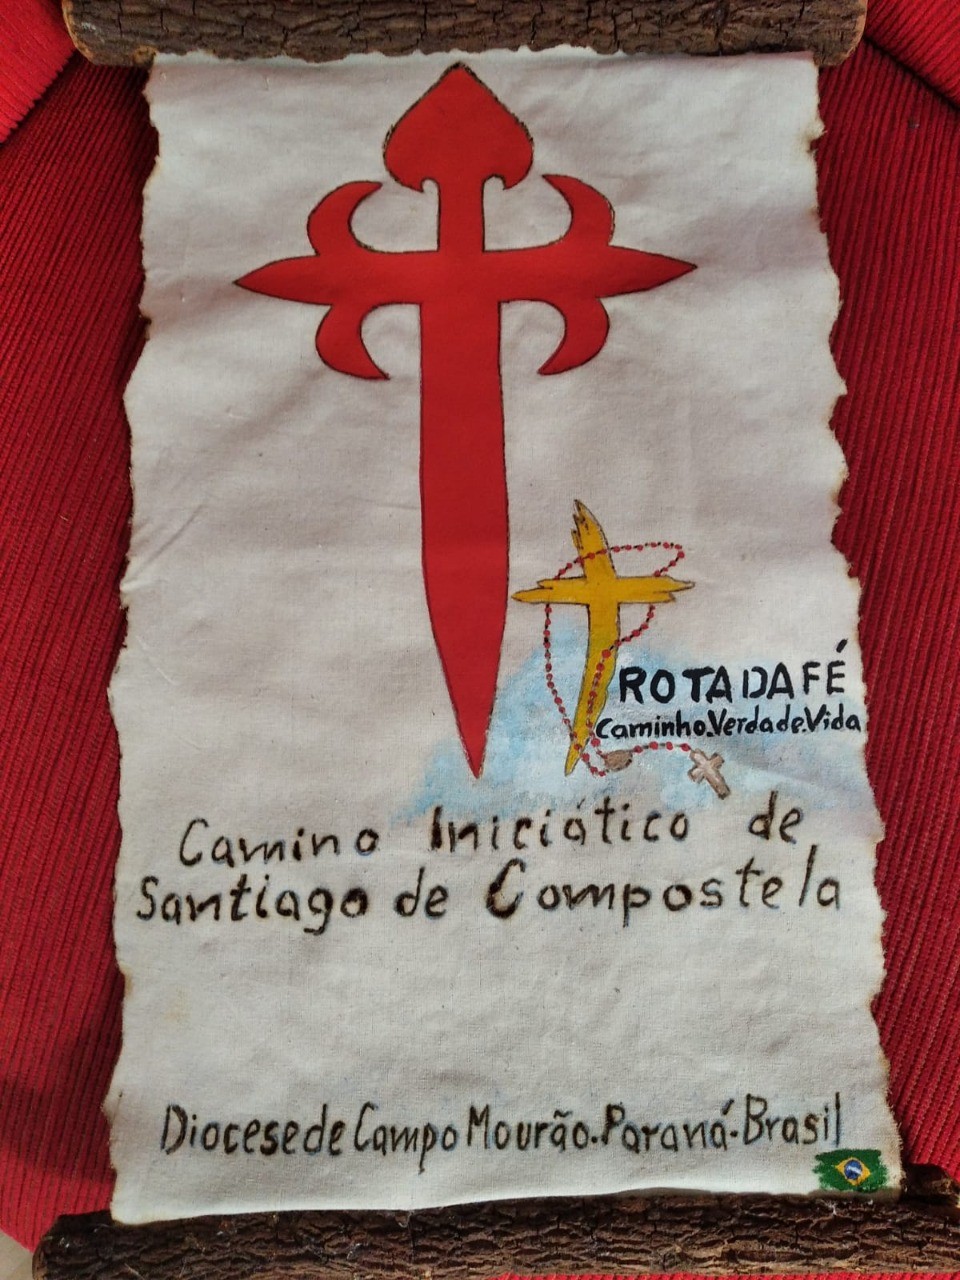 ROTA DA FÉ
Caminho.Verdade.Vida
Camino Iniciático de
Santiago de Compostela
Diocese de Campo Mourão.Paraná-Brasil